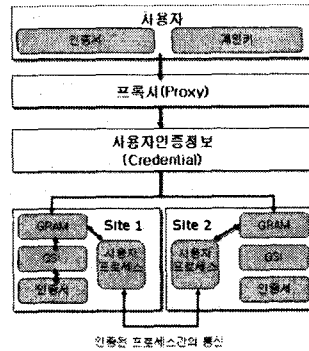 사용자
인증서
개인키
프록시(Proxy)
사용자인증정보
(Credential)
GRAM
Site 1
GSI
사용자
프로세스
인증서
Site 2
GRAM
사용자
프로세스
GSI
인증서
인증된 프로세스간의 통신